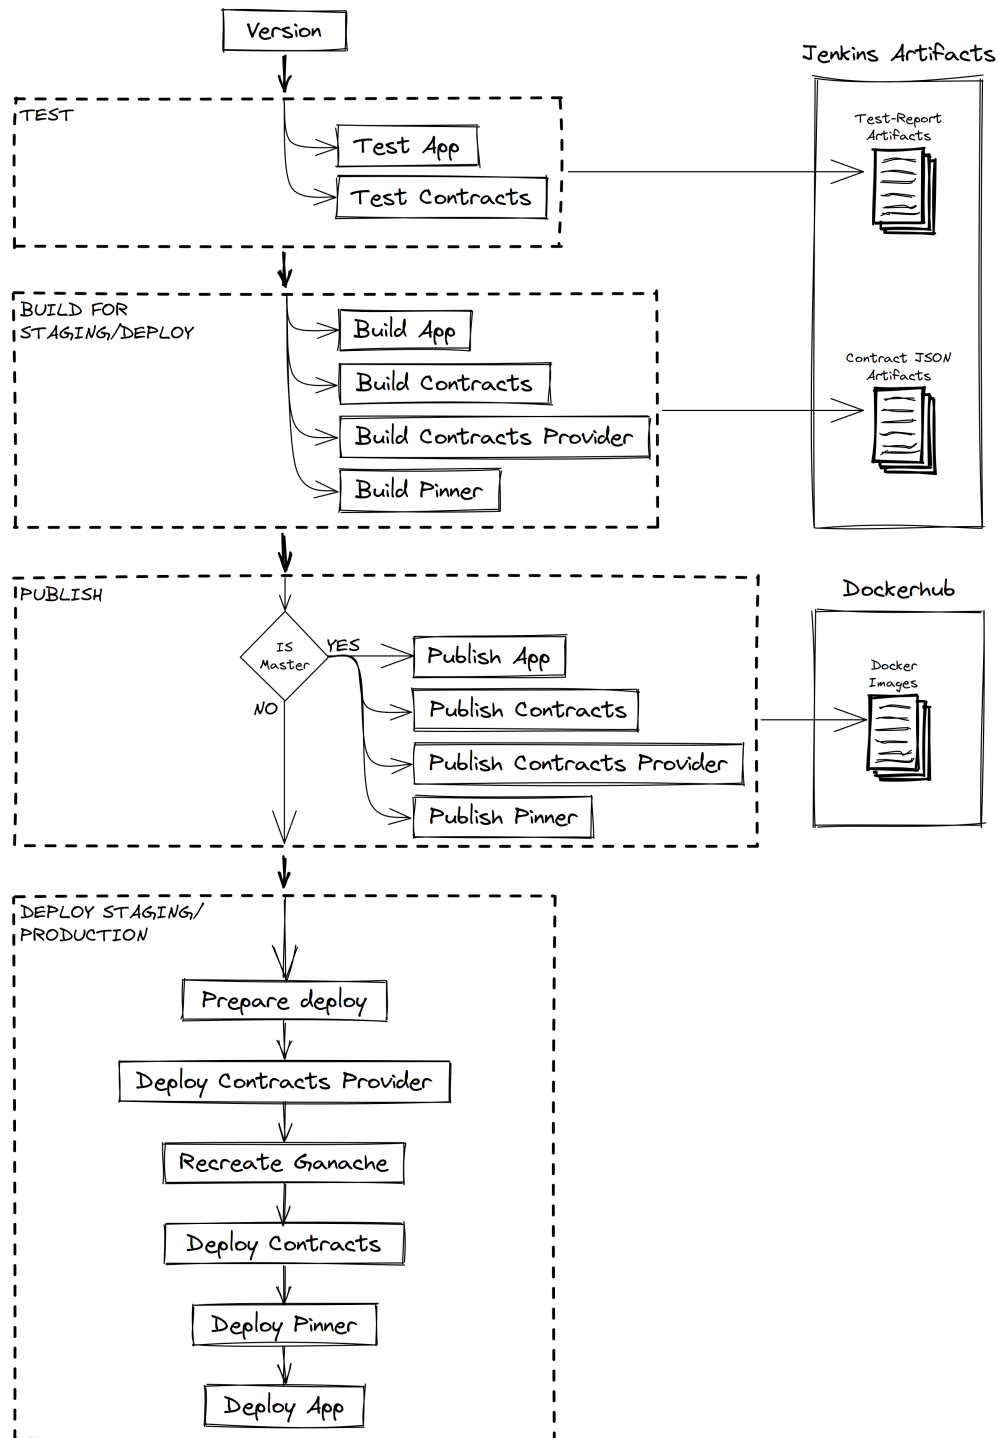 Version
Jenkins Artifacts
TEST
Test App
Test Contracts
Test-Report
Artifacts
BUILD FOR
STAGING/DEPLOY
Build App
Build Contracts
Build Contracts Provider
Build Pinner
Contract JSON
Artifacts
PUBLISH
IS
Master
YES
NO
Publish App
Publish Contracts
Publish Contracts Provider
Publish Pinner
Dockerhub
Docker
Images
DEPLOY STAGING/
PRODUCTION
Prepare deploy
Deploy Contracts Provider
Recreate Ganache
Deploy Contracts
Deploy Pinner
Deploy App